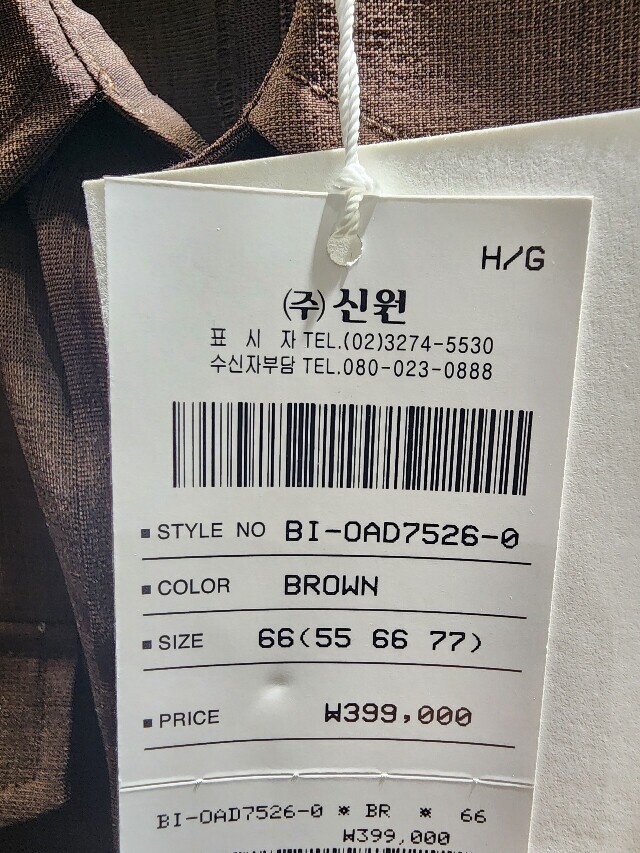 H/G
㈜신원
표 시 자 TEL.(02)3274-5530
수신자부담 TEL.080-023-0888
■ STYLE NO BI-OAD7526-0
■ COLOR BROWN
■ SIZE 66(55 66 77)
■ PRICE ₩399,000
BI-OAD7526-0 * BR * 66
₩399,000